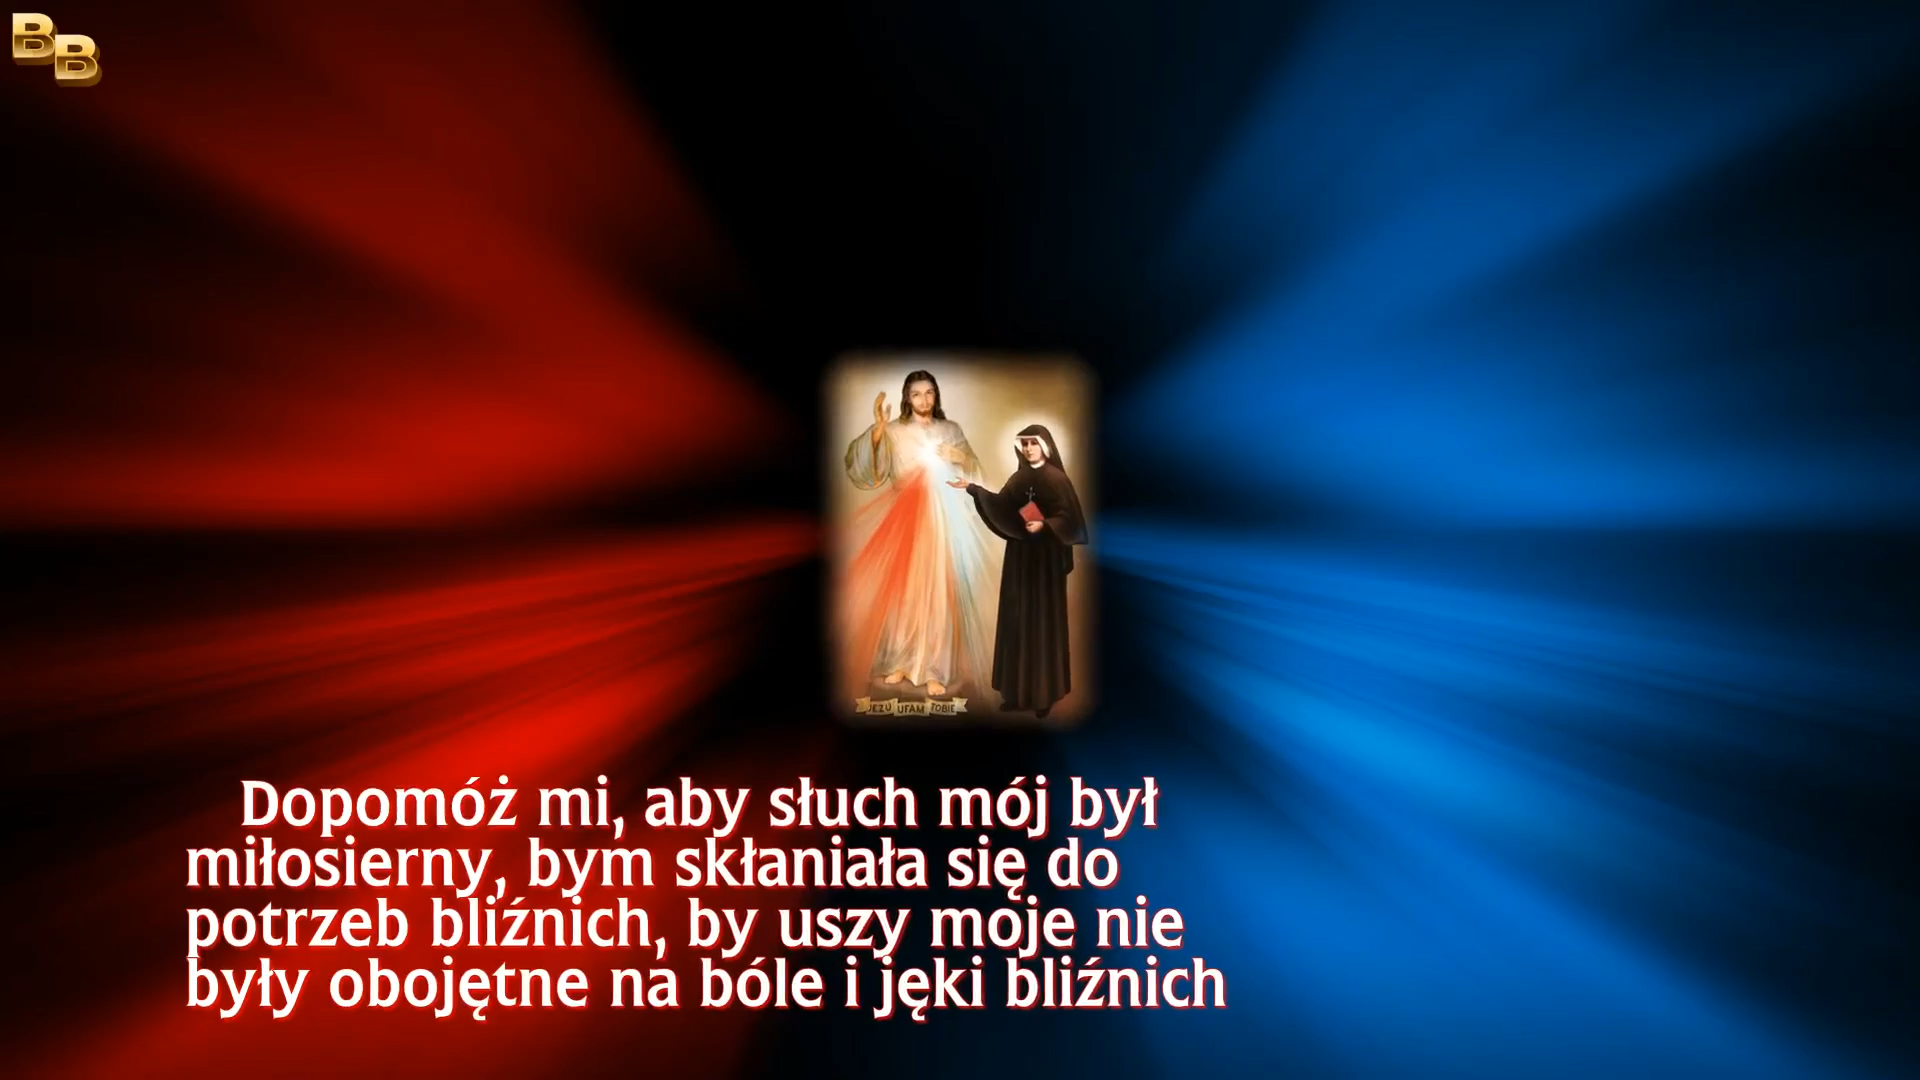 BB
JEZU UFAM TOBIE
Dopomóż mi, aby słuch mój był
miłosierny, bym skłaniała się do
potrzeb bliźnich, by uszy moje nie
były obojętne na bóle i jęki bliźnich